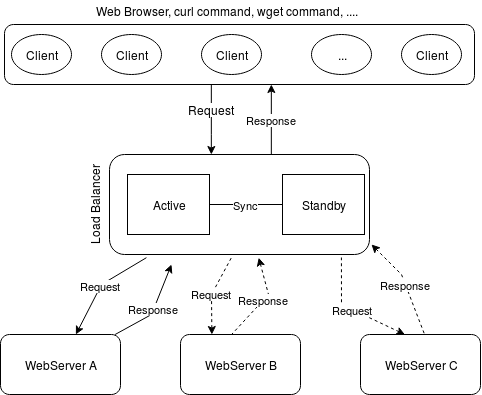 Web Browser, curl command, wget command, ....
Client
Client
Client
...
Client
Request
Response
Load Balancer
Active
Sync
Standby
Request
Response
Request
Response
Request
Response
WebServer A
WebServer B
WebServer C